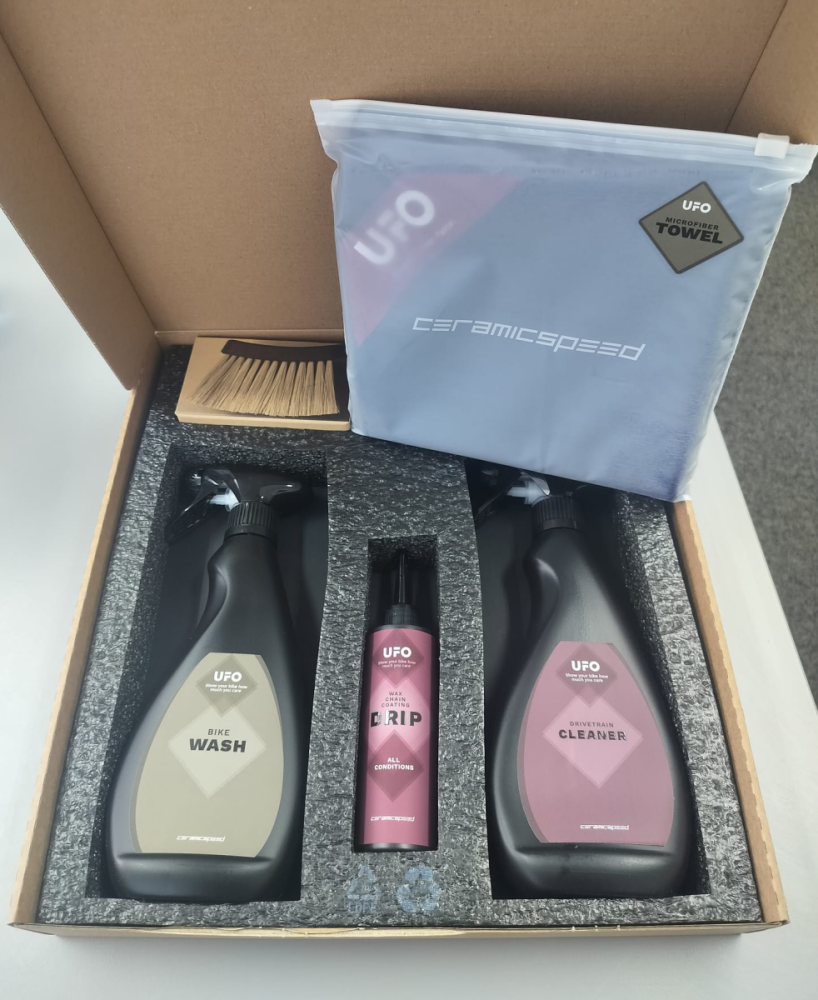 UFO
UFO
MICROFIBER
TOWEL
ceramicspeed
UFO
Show your bike how
much you care
BIKE
WASH
ceramicspeed
UFO
Show your bike how
much you care
WAX
CHAIN
COATING
DRIP
ALL
CONDITIONS
ceramicspeed
UFO
Show your bike how
much you care
DRIVETRAIN
CLEANER
ceramicspeed